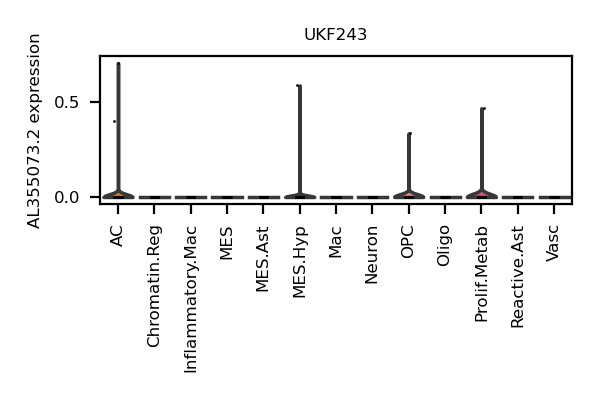 UKF243
AL355073.2 expression
0.5
0.0
AC
Chromatin.Reg
Inflammatory.Mac
MES
MES.Ast
MES.Hyp
Mac
Neuron
OPC
Oligo
Prolif.Metab
Reactive.Ast
Vasc